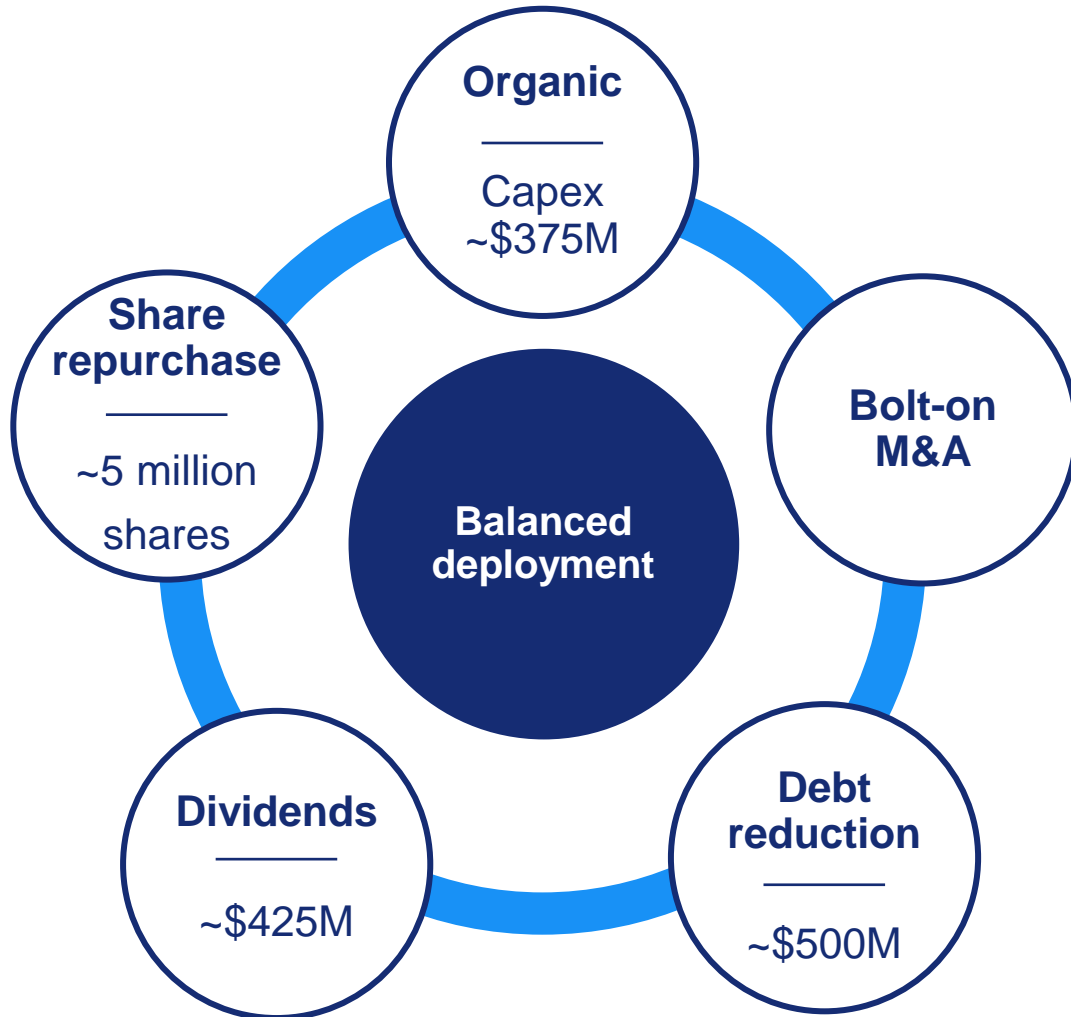 Organic
Capex
~$375M
Share
repurchase
~5 million
shares
Bolt-on
M&A
Balanced
deployment
Dividends
~$425M
Debt
reduction
~$500M